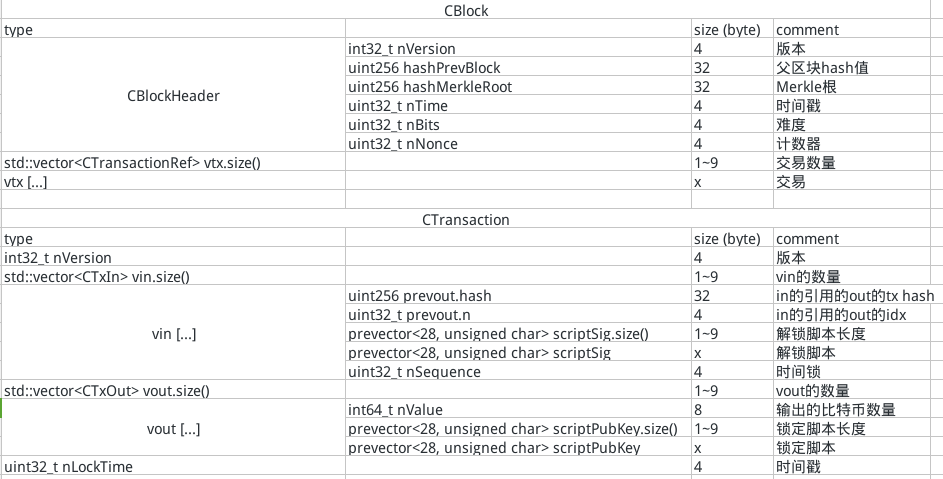 CBlock
type size (byte) comment
CBlockHeader
int32_t nVersion 4 版本
uint256 hashPrevBlock 32 父区块hash值
uint256 hashMerkleRoot 32 Merkle根
uint32_t nTime 4 时间戳
uint32_t nBits 4 难度
uint32_t nNonce 4 计数器
std::vector<CTransactionRef> vtx.size() 1~9 交易数量
vtx [...] x 交易
CTransaction
type size (byte) comment
int32_t nVersion 4 版本
std::vector<CTxIn> vin.size() 1~9 vin的数量
vin [...]
uint256 prevout.hash 32 in的引用的out的tx hash
uint32_t prevout.n 4 in的引用的out的idx
prevector<28, unsigned char> scriptSig.size() 1~9 解锁脚本长度
prevector<28, unsigned char> scriptSig x 解锁脚本
uint32_t nSequence 4 时间锁
std::vector<CTxOut> vout.size() 1~9 vout的数量
vout [...]
int64_t nValue 8 输出的比特币数量
prevector<28, unsigned char> scriptPubKey.size() 1~9 锁定脚本长度
prevector<28, unsigned char> scriptPubKey x 锁定脚本
uint32_t nLockTime 4 时间戳